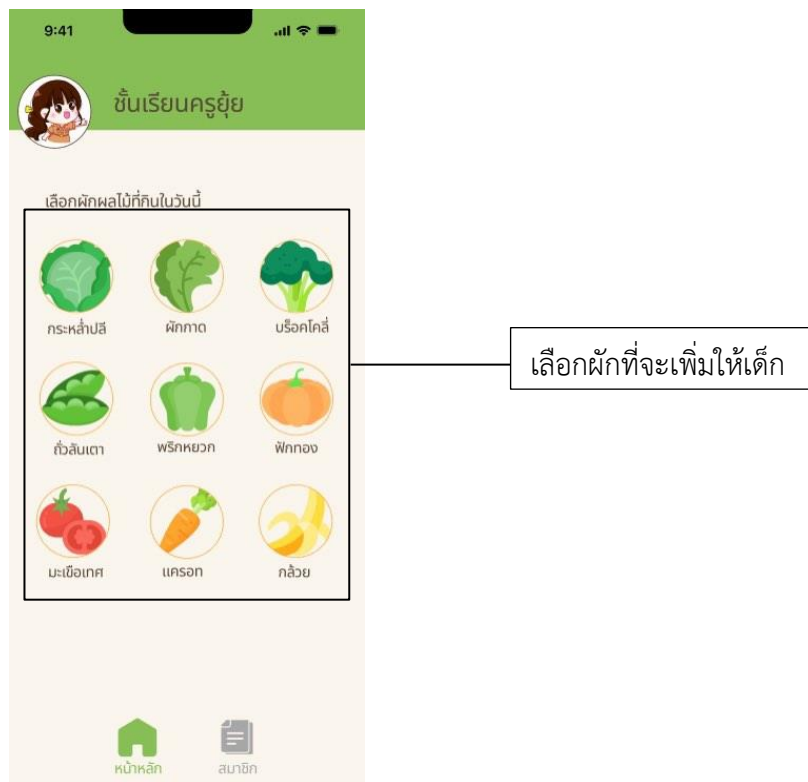 9:41
ชั้นเรียนครูยุ้ย
เลือกผักผลไม้ที่กินในวันนี้
กระหล่ำปลี ผักกาด บร็อคโคลี่
เลือกผักที่จะเพิ่มให้เด็ก
ถั่วลันเตา พริกหยวก ฟักทอง
มะเขือเทศ แครอท กล้วย
หน้าหลัก สมาชิก